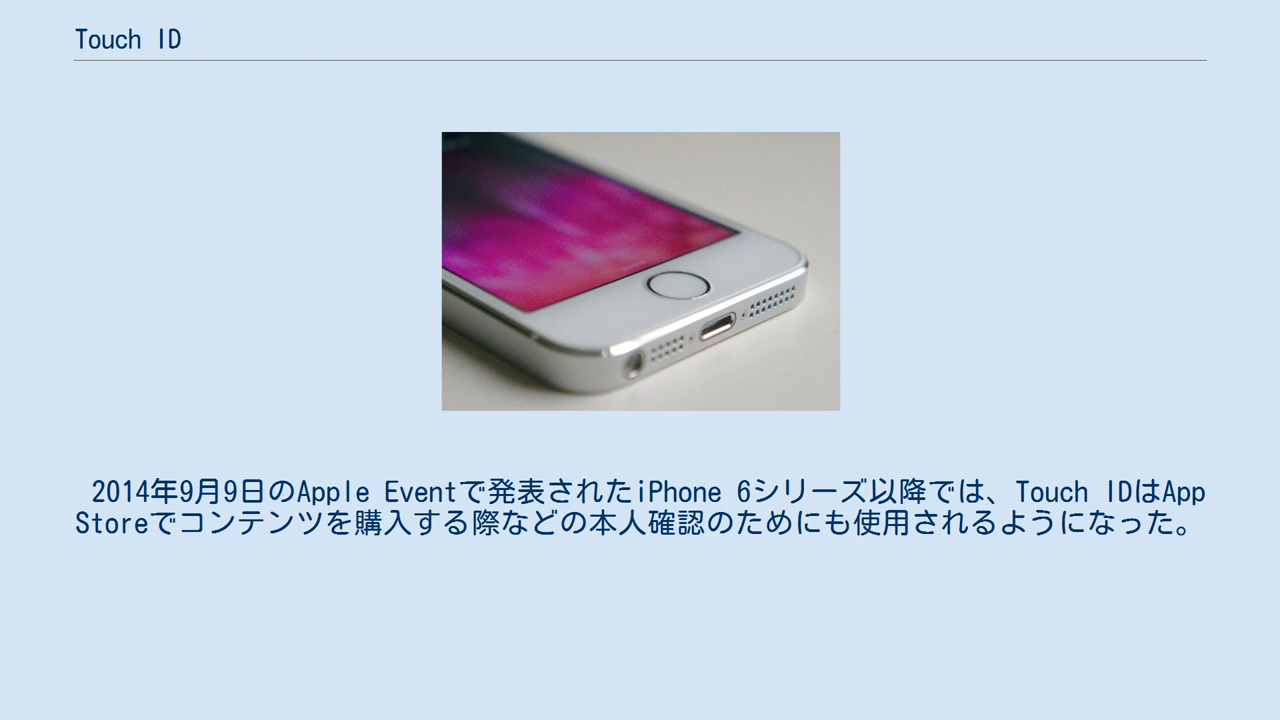 Touch ID
2014年9月9日のApple Eventで発表されたiPhone 6シリーズ以降では、Touch IDはApp
Storeでコンテンツを購入する際などの本人確認のためにも使用されるようになった。